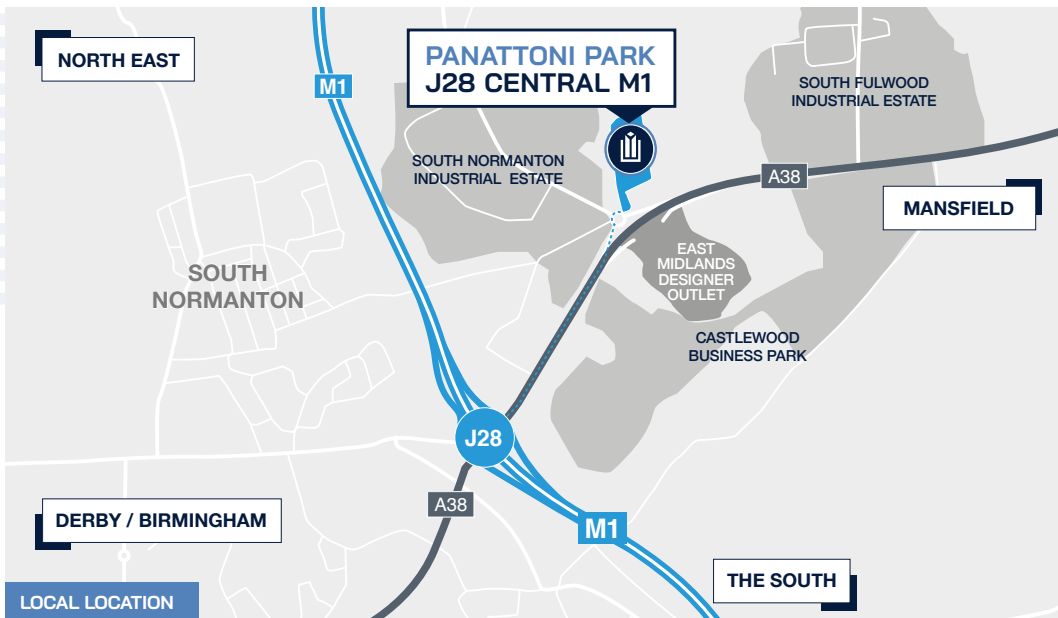 NORTH EAST
M1
PANATTONI PARK
J28 CENTRAL M1
SOUTH FULWOOD
INDUSTRIAL ESTATE
SOUTH NORMANTON
INDUSTRIAL ESTATE
A38
MANSFIELD
SOUTH
NORMANTON
EAST
MIDLANDS
DESIGNER
OUTLET
CASTLEWOOD
BUSINESS PARK
J28
A38
DERBY / BIRMINGHAM
M1
THE SOUTH
LOCAL LOCATION